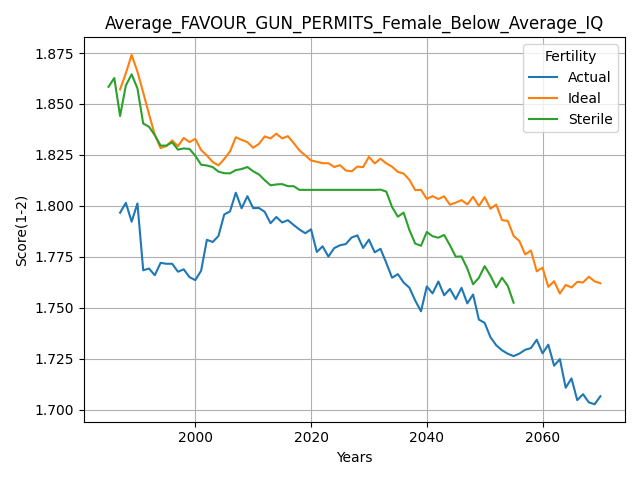 Average_FAVOUR_GUN_PERMITS_Female_Below_Average_IQ
Fertility
Actual
Ideal
Sterile
Score(1-2)
1.875
1.850
1.825
1.800
1.775
1.750
1.725
1.700
2000
2020
2040
2060
Years